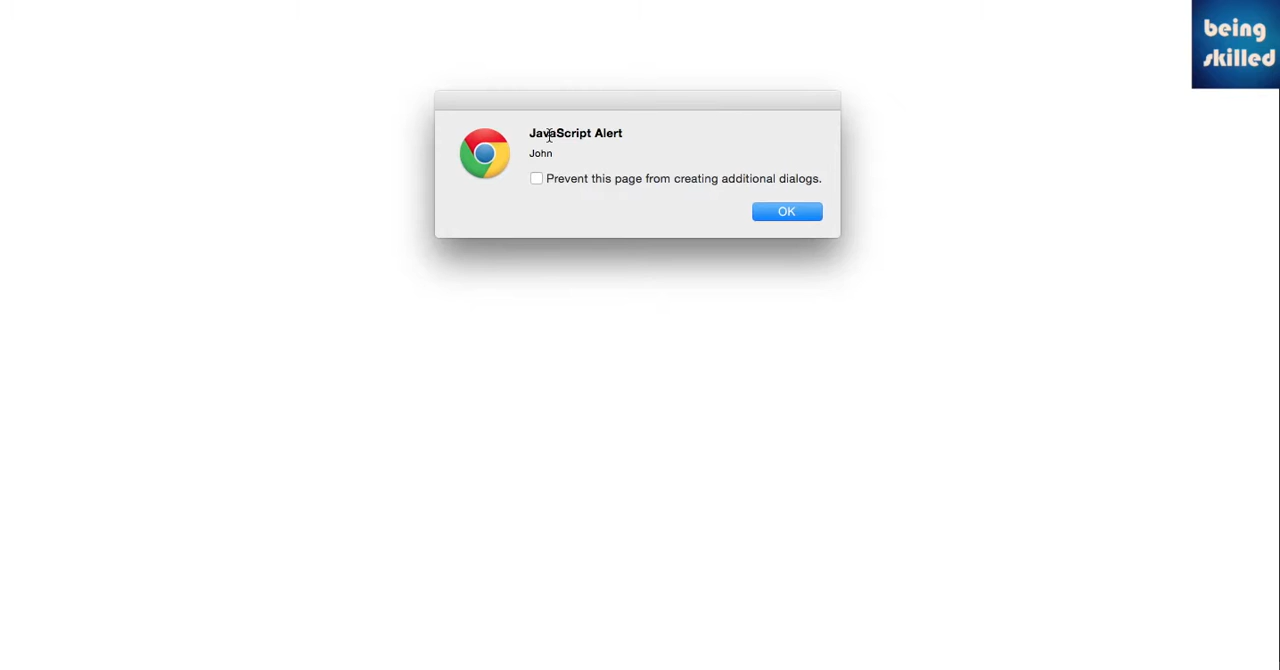 being
skilled
JavaScript Alert
John
Prevent this page from creating additional dialogs.
OK